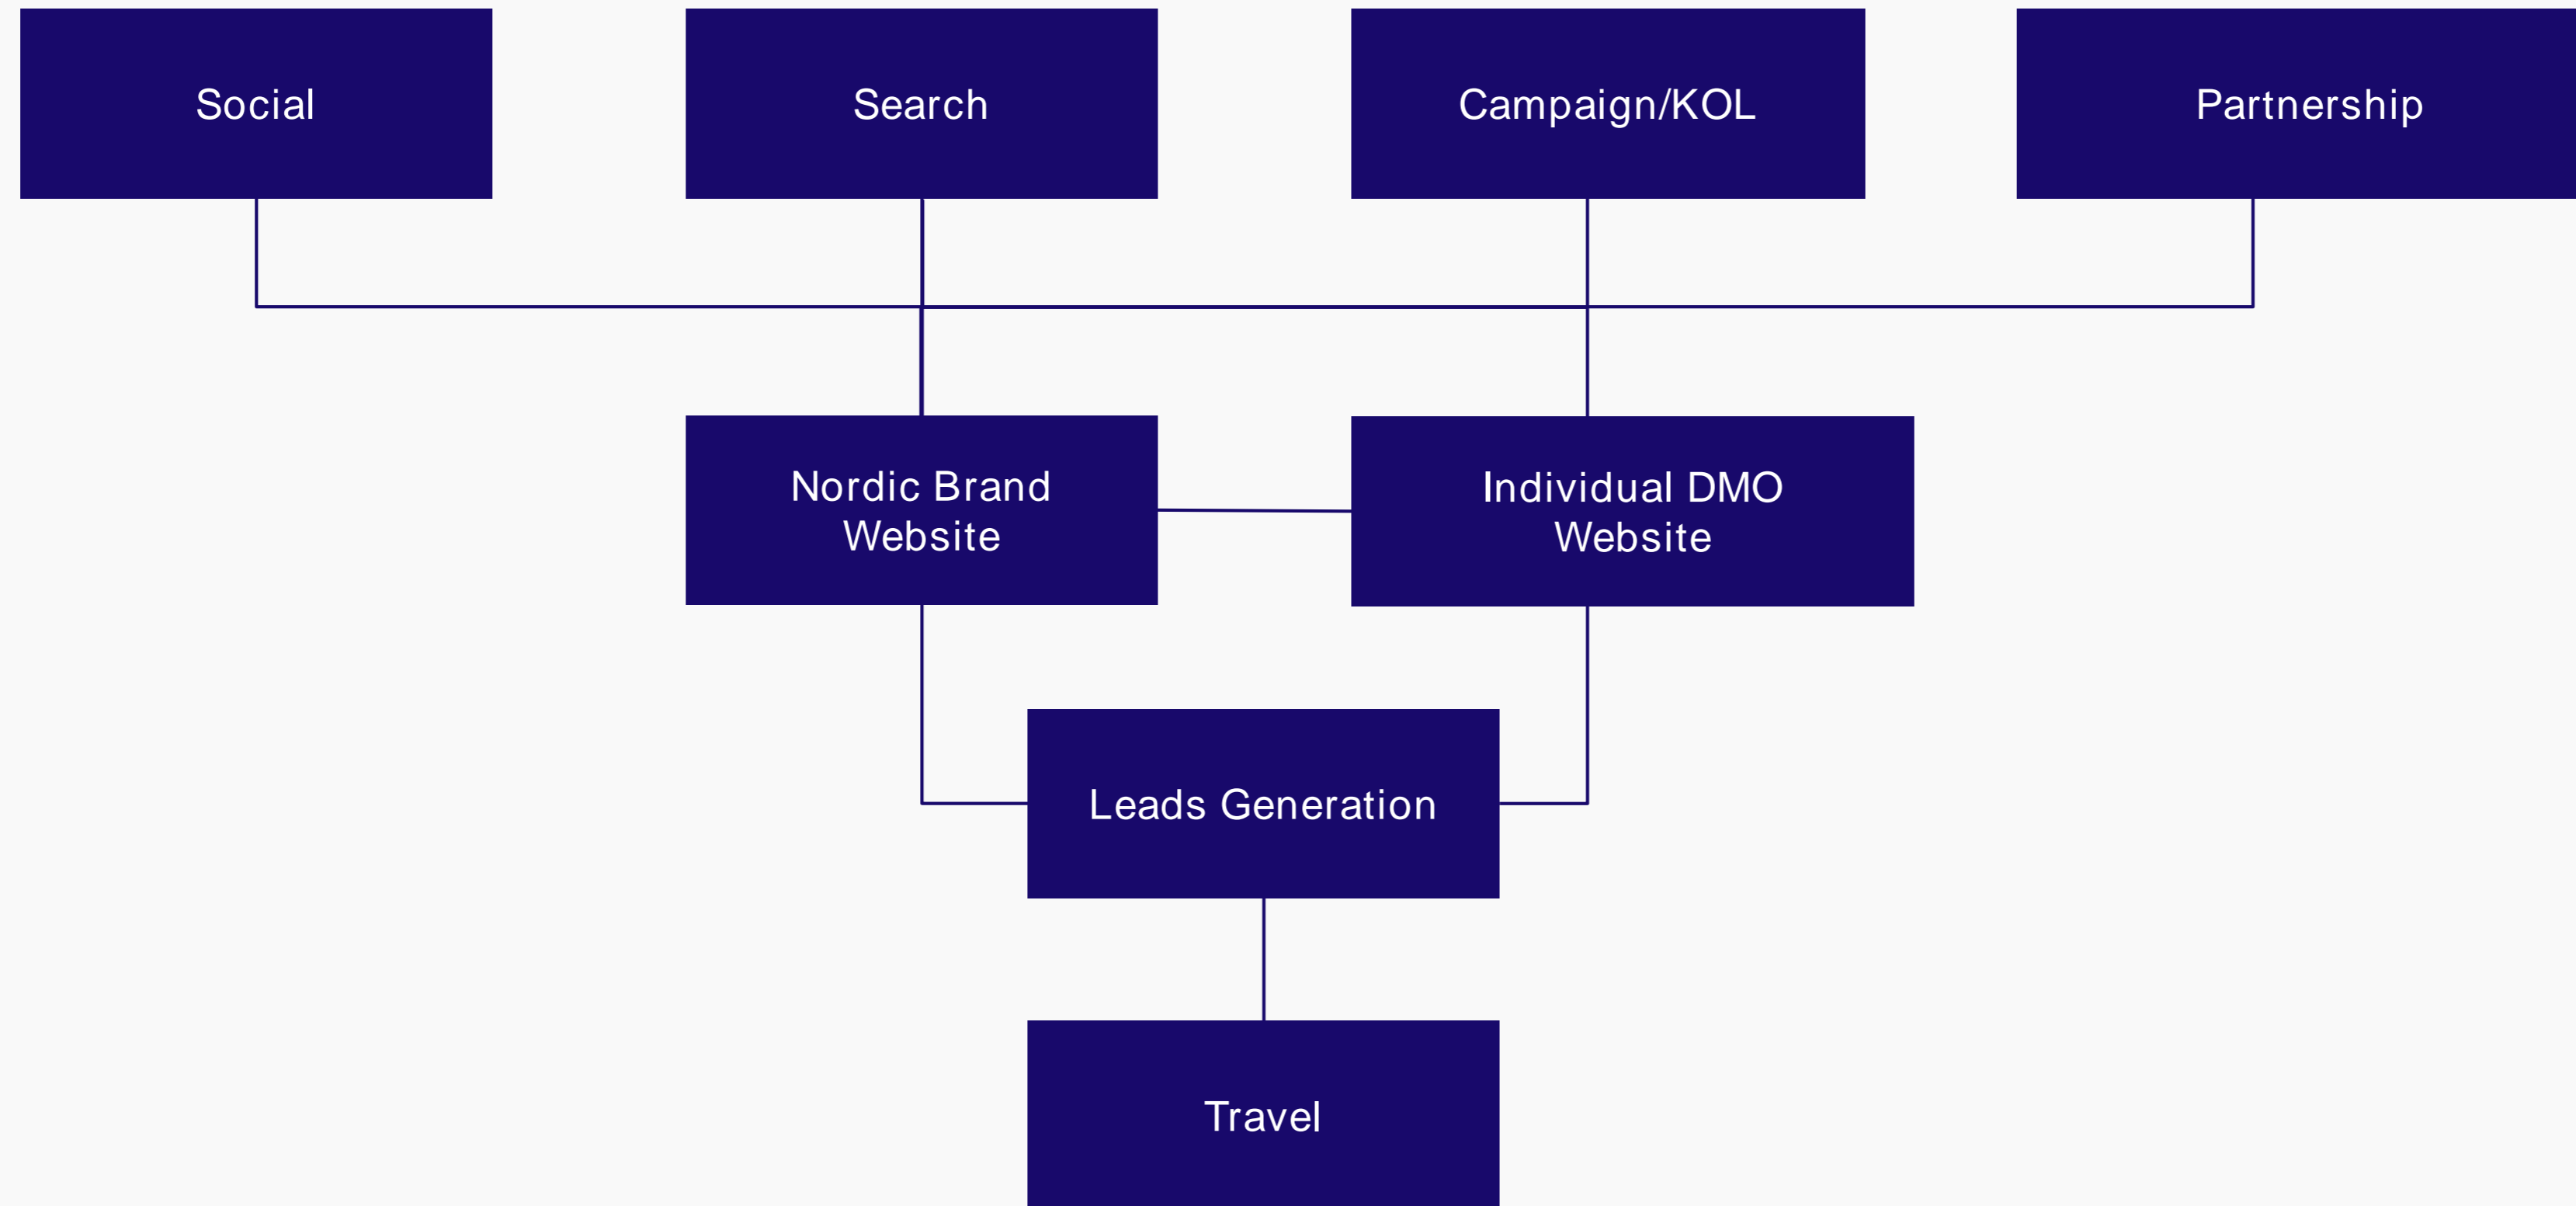 Social
Search
Campaign/KOL
Partnership
Nordic Brand
Website
Individual DMO
Website
Leads Generation
Travel